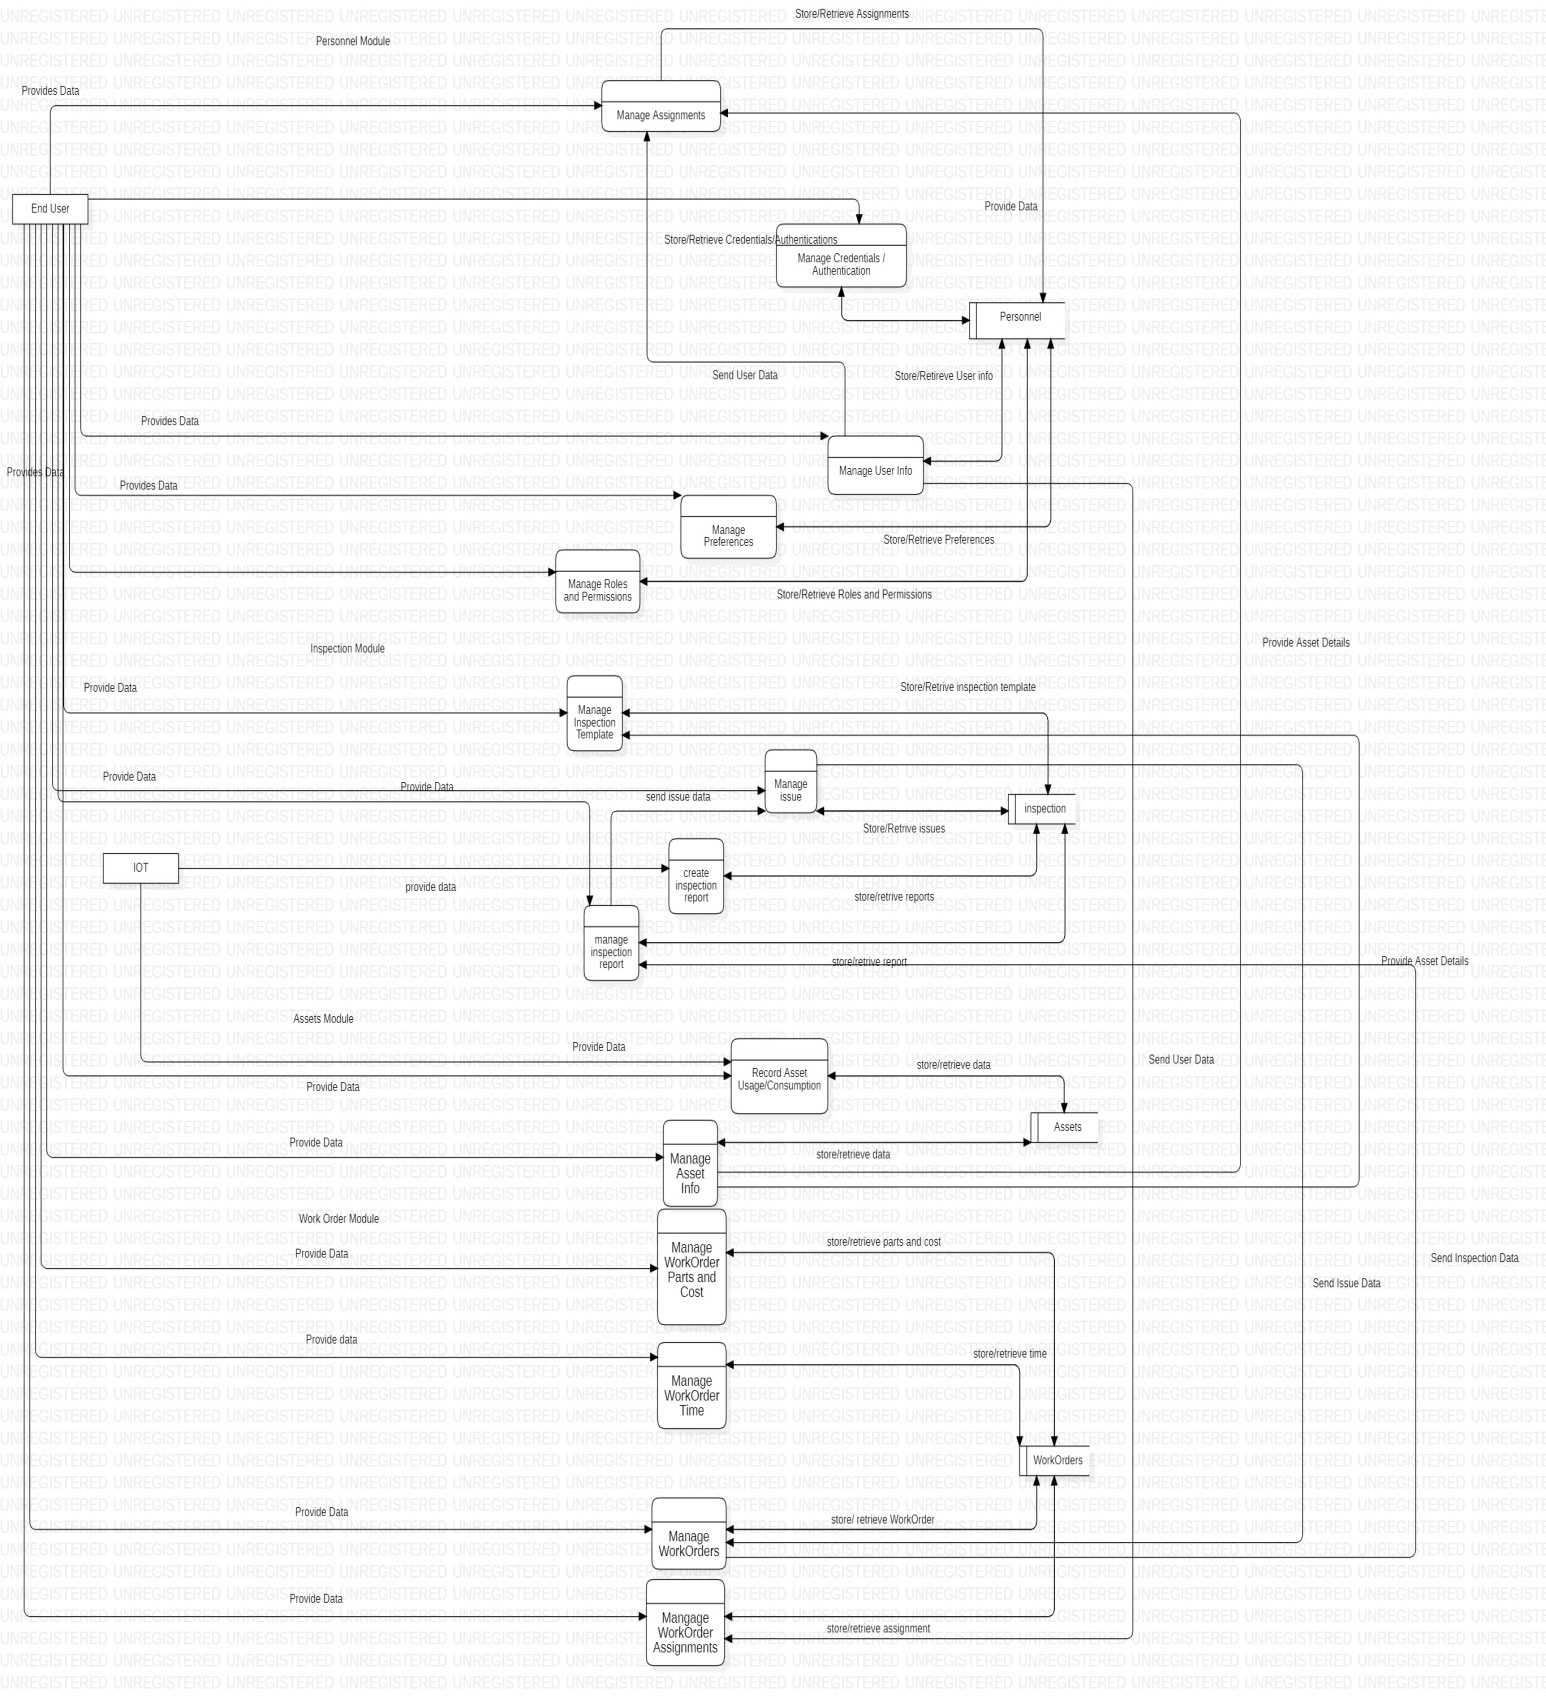 Store/Retrieve Assignments
Personnel Module
Provides Data
Manage Assignments
End User
Provide Data
Store/Retrieve Credentials/Authentications
Manage Credentials /
Authentication
Personnel
Send User Data
Store/Retireve User info
Provides Data
Manage User Info
Provides Data
Provides Data
Manage
Preferences
Store/Retrieve Preferences
Manage Roles
and Permissions
Store/Retrieve Roles and Permissions
Inspection Module
Provide Asset Details
Provide Data
Store/Retrive inspection template
Manage
Inspection
Template
Provide Data
Provide Data
Manage
issue
send issue data
inspection
Store/Retrive issues
IOT
provide data
create
inspection
report
store/retrive reports
manage
inspection
report
store/retrive report
Provide Asset Details
Assets Module
Provide Data
Send User Data
Record Asset
Usage/Consumption
store/retrieve data
Provide Data
Assets
Provide Data
store/retrieve data
Manage
Asset
Info
Work Order Module
Provide Data
store/retrieve parts and cost
Manage
WorkOrder
Parts and
Cost
Send Inspection Data
Send Issue Data
Provide data
store/retrieve time
Manage
WorkOrder
Time
WorkOrders
Provide Data
store/ retrieve WorkOrder
Manage
WorkOrders
Provide Data
Mangage
WorkOrder
Assignments
store/retrieve assignment